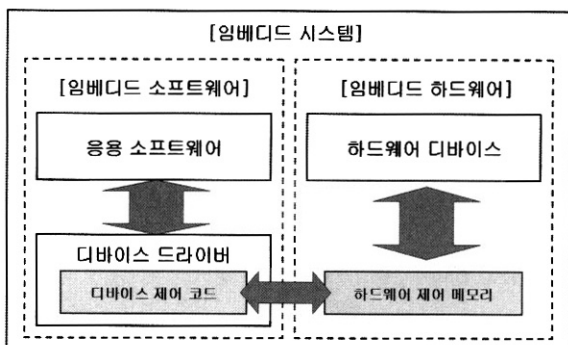 [임베디드 시스템]
[임베디드 소프트웨어]
[임베디드 하드웨어]
응용 소프트웨어
하드웨어 디바이스
디바이스 드라이버
디바이스 제어 코드
하드웨어 제어 메모리